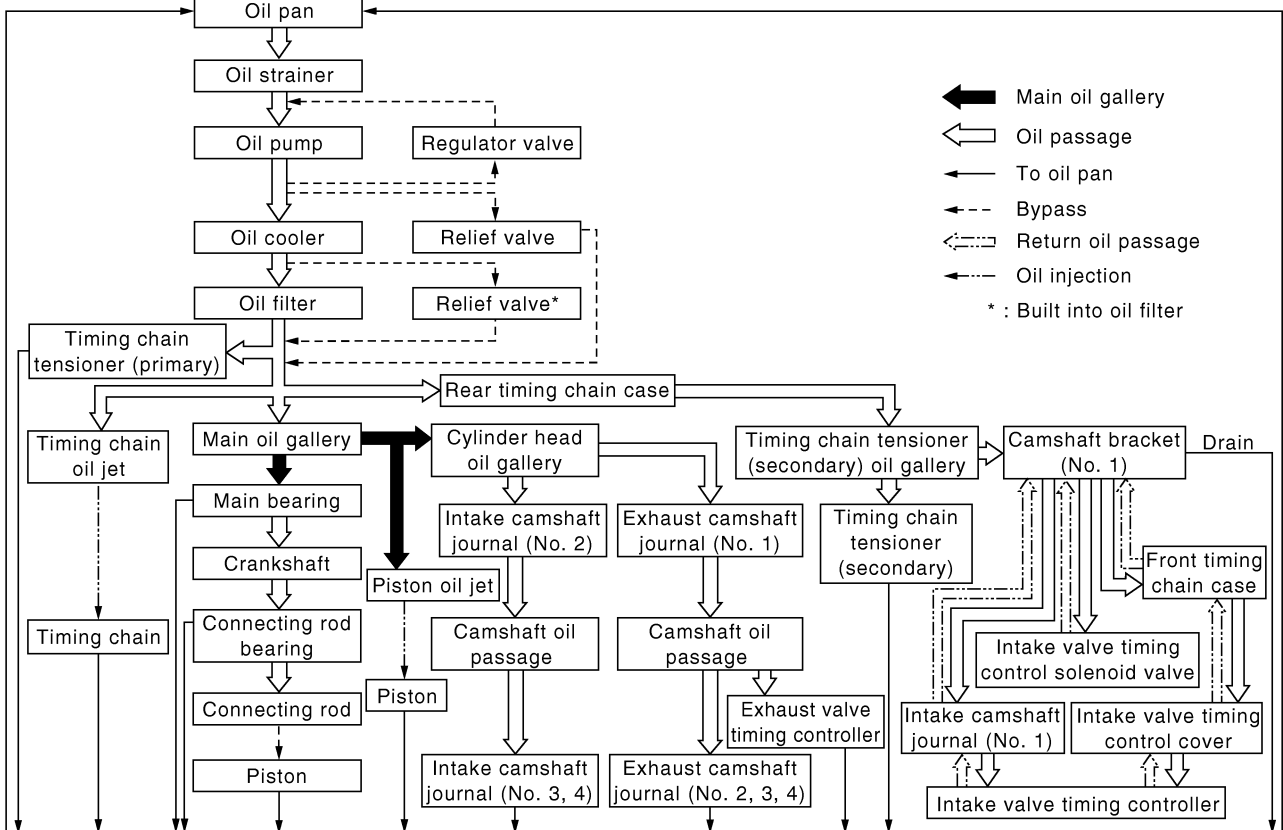 Oil pan
Oil strainer
Oil pump
Regulator valve
Oil cooler
Relief valve
Oil filter
Relief valve*
Main oil gallery
Oil passage
To oil pan
Bypass
Return oil passage
Oil injection
* : Built into oil filter
Timing chain
tensioner (primary)
Rear timing chain case
Timing chain
oil jet
Main oil gallery
Cylinder head
oil gallery
Timing chain tensioner
(secondary) oil gallery
Camshaft bracket
(No. 1)
Drain
Main bearing
Intake camshaft
journal (No. 2)
Exhaust camshaft
journal (No. 1)
Timing chain
tensioner
(secondary)
Crankshaft
Piston oil jet
Front timing
chain case
Timing chain
Connecting rod
bearing
Camshaft oil
passage
Camshaft oil
passage
Intake valve timing
control solenoid valve
Connecting rod
Piston
Exhaust valve
timing controller
Intake camshaft
journal (No. 1)
Intake valve timing
control cover
Piston
Intake camshaft
journal (No. 3, 4)
Exhaust camshaft
journal (No. 2, 3, 4)
Intake valve timing controller